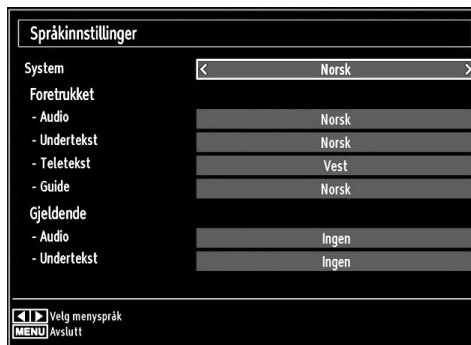 Språkinnstillinger
System < Norsk >
Foretrukket
- Audio Norsk
- Undertekst Norsk
- Teletekst Vest
- Guide Norsk
Gjeldende
- Audio Ingen
- Undertekst Ingen
Velg menyspråk
MENU Avslutt